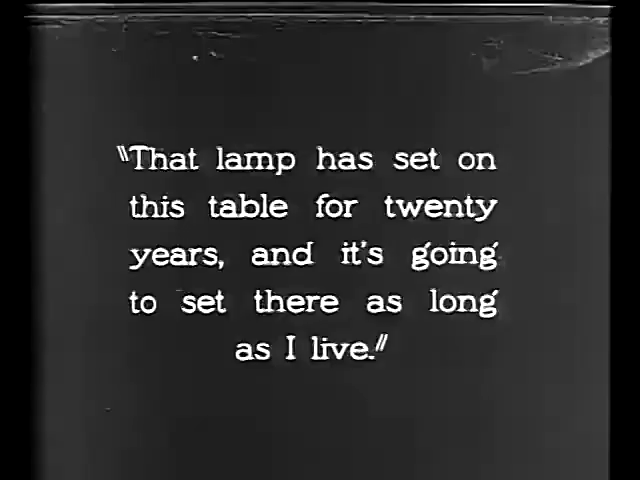 "That lamp has set on
this table for twenty
years, and it's going
to set there as long
as I live."